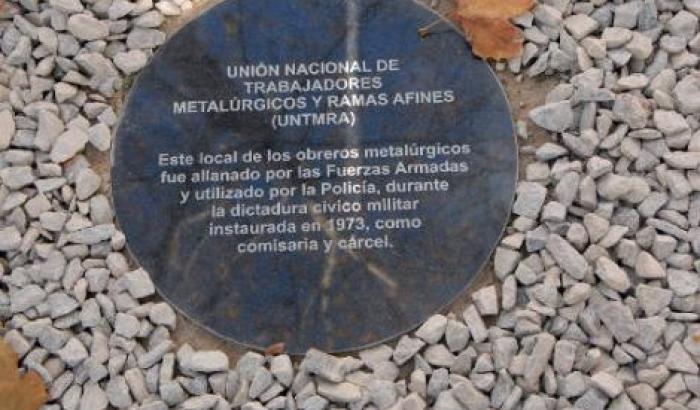 UNIÓN NACIONAL DE
TRABAJADORES
METALÚRGICOS Y RAMAS AFINES
(UNTMRA)
Este local de los obreros metalúrgicos
fue allanado por las Fuerzas Armadas
y utilizado por la Policía, durante
la dictadura cívico militar
instaurada en 1973, como
comisaria y cárcel.